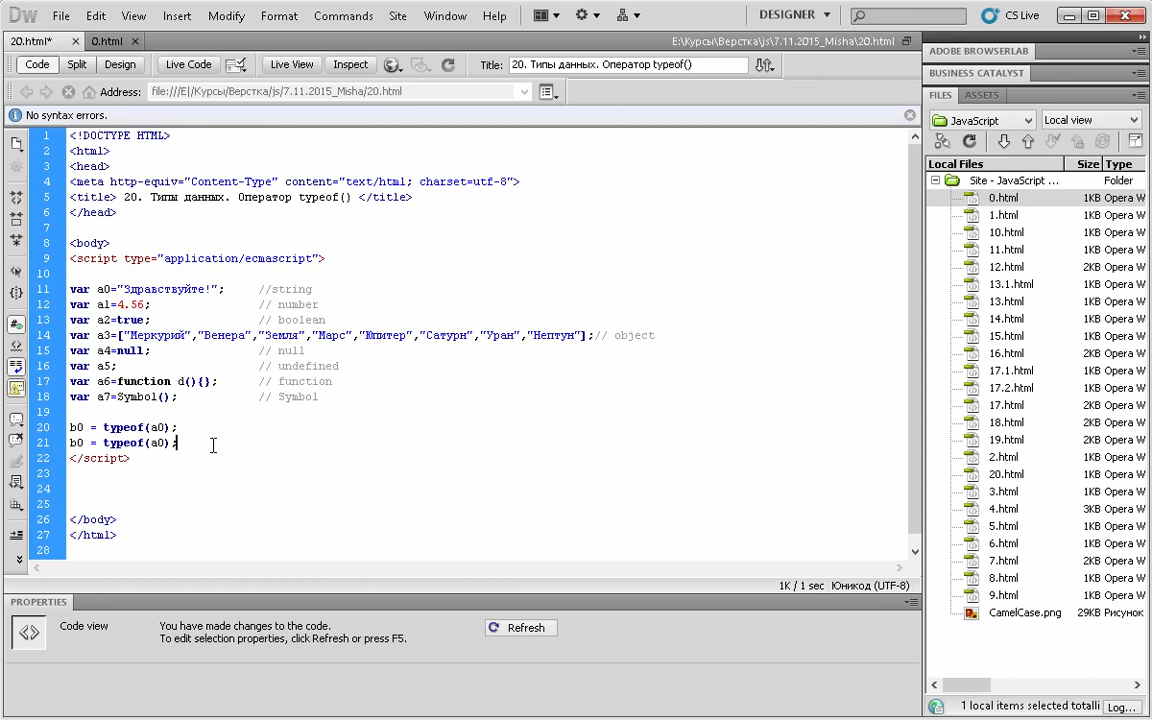 Dw File Edit View Insert Modify Format Commands Site Window Help DESIGNER CS Live
20.html* 0.html E:\Курсы\Верстка\js\7.11.2015_Misha\20.html
Code Split Design Live Code Live View Inspect Title: 20. Типы данных. Оператор typeof()
Address: file:///E|/Курсы/Верстка/js/7.11.2015_Misha/20.html
No syntax errors.
1 <!DOCTYPE HTML>
2 <html>
3 <head>
4 <meta http-equiv="Content-Type" content="text/html; charset=utf-8">
5 <title> 20. Типы данных. Оператор typeof() </title>
6 </head>
7
8 <body>
9 <script type="application/ecmascript">
10
11 var a0="Здравствуйте!"; //string
12 var a1=4.56; // number
13 var a2=true; // boolean
14 var a3=["Меркурий","Венера","Земля","Марс","Юпитер","Сатурн","Уран","Нептун"];// object
15 var a4=null; // null
16 var a5; // undefined
17 var a6=function d(){}; // function
18 var a7=Symbol(); // Symbol
19
20 b0 = typeof(a0);
21 b0 = typeof(a0);
22 </script>
23
24
25
26 </body>
27 </html>
28
1K / 1 sec Юникод (UTF-8)
PROPERTIES
Code view
You have made changes to the code.
To edit selection properties, click Refresh or press F5.
Refresh
ADOBE BROWSERLAB
BUSINESS CATALYST
FILES ASSETS
JavaScript Local view
Local Files Size Type
Site - JavaScript ... Folder
0.html 1KB Opera W
1.html 1KB Opera W
10.html 1KB Opera W
11.html 1KB Opera W
12.html 2KB Opera W
13.1.html 1KB Opera W
13.html 1KB Opera W
14.html 1KB Opera W
15.html 1KB Opera W
16.html 2KB Opera W
17.1.html 1KB Opera W
17.2.html 1KB Opera W
17.html 2KB Opera W
18.html 2KB Opera W
19.html 2KB Opera W
2.html 1KB Opera W
20.html 1KB Opera W
3.html 1KB Opera W
4.html 3KB Opera W
5.html 1KB Opera W
6.html 1KB Opera W
7.html 2KB Opera W
8.html 1KB Opera W
9.html 1KB Opera W
CamelCase.png 29KB Рисунок
1 local items selected totalli Log...